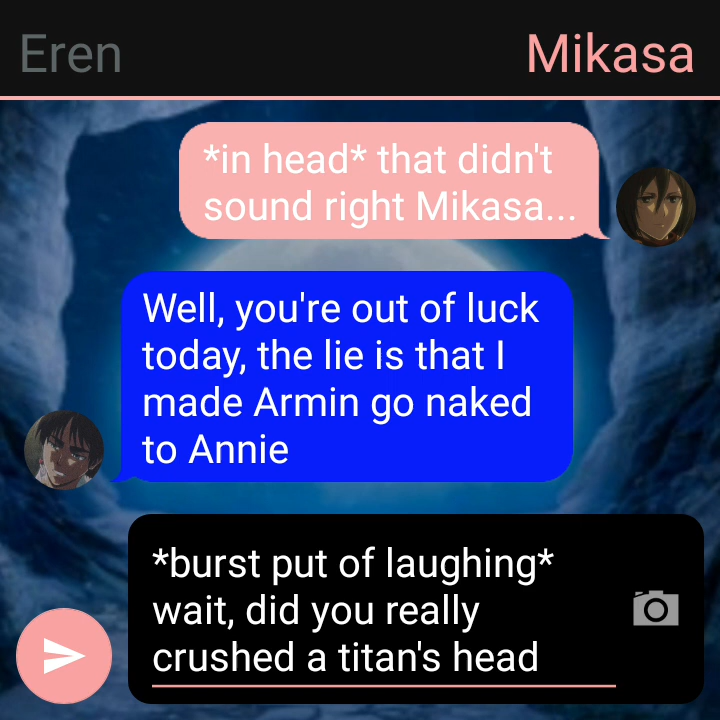 Eren
Mikasa
*in head* that didn't
sound right Mikasa...
Well, you're out of luck
today, the lie is that I
made Armin go naked
to Annie
*burst put of laughing*
wait, did you really
crushed a titan's head